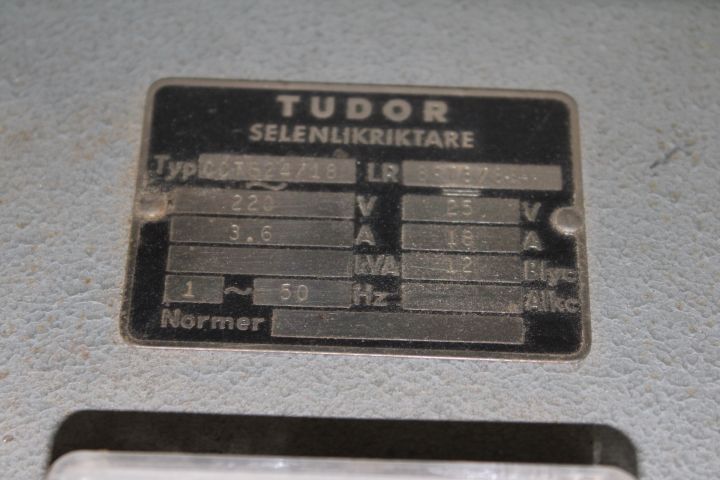 TUDOR
SELENLIKRIKTARE
Typ LR
220 V 25 V
3.6 A 18 A
kVA 12 Blyc
1 ~ 50 Hz Alkc
Normer